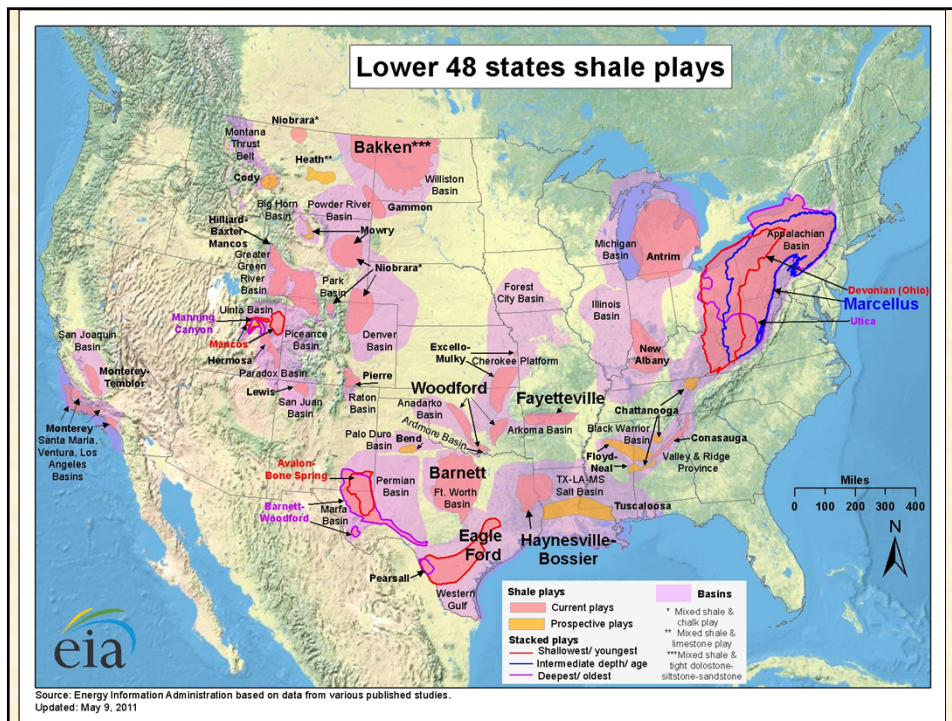 Lower 48 states shale plays
Niobrara*
Montana
Thrust
Belt
Bakken***
Heath**
Cody
Williston
Basin
Big Horn
Basin
Powder River
Basin
Gammon
Hilliard-
Baxter-
Mancos
Mowry
Greater
Green
River
Basin
Niobrara*
Park
Basin
Michigan
Basin
Antrim
Appalachian
Basin
Devonian (Ohio)
Marcellus
Utica
Forest
City Basin
Illinois
Basin
Uinta Basin
Manning
Canyon
Mancos
Piceance
Basin
Denver
Basin
Hermosa
San Joaquin
Basin
Monterey-
Temblor
Paradox Basin
Lewis
San Juan
Basin
Pierre
Raton
Basin
Excello-
Mulky
Cherokee Platform
New
Albany
Woodford
Anadarko
Basin
Ardmore Basin
Fayetteville
Arkoma Basin
Chattanooga
Black Warrior
Basin
Conasauga
Floyd-
Neal
Valley & Ridge
Province
Monterey
Santa Maria,
Ventura, Los
Angeles
Basins
Palo Duro
Basin
Bend
Avalon-
Bone Spring
Permian
Basin
Barnett
Ft. Worth
Basin
TX-LA-MS
Salt Basin
Tuscaloosa
Barnett-
Woodford
Marfa
Basin
Eagle
Ford
Haynesville-
Bossier
Pearsall
Western
Gulf
Miles
0 100 200 300 400
N
Shale plays
Current plays
Prospective plays
Stacked plays
Shallowest/ youngest
Intermediate depth/ age
Deepest/ oldest
Basins
* Mixed shale &
chalk play
** Mixed shale &
limestone play
***Mixed shale &
tight dolostone-
siltstone-sandstone
eia
Source: Energy Information Administration based on data from various published studies.
Updated: May 9, 2011